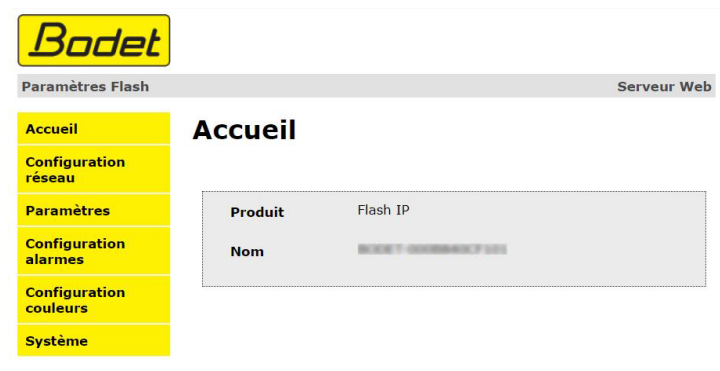 Bodet
Paramètres Flash Serveur Web
Accueil
Configuration
réseau
Paramètres
Configuration
alarmes
Configuration
couleurs
Système
Accueil
Produit Flash IP
Nom